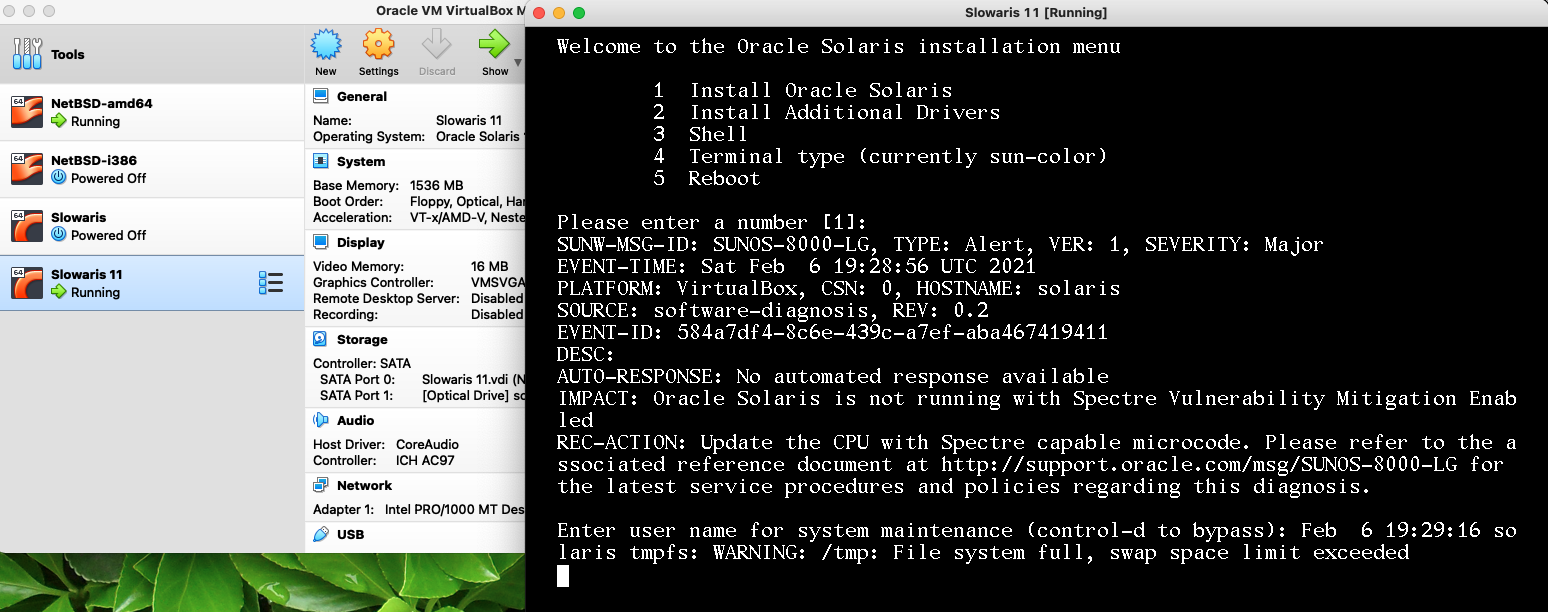 Oracle VM VirtualBox M
Tools
64
NetBSD-amd64
Running
64
NetBSD-i386
Powered Off
64
Slowaris
Powered Off
64
Slowaris 11
Running
New Settings Discard Show
General
Name: Slowaris 11
Operating System: Oracle Solaris
System
Base Memory: 1536 MB
Boot Order: Floppy, Optical, Har
Acceleration: VT-x/AMD-V, Neste
Display
Video Memory: 16 MB
Graphics Controller: VMSVGA
Remote Desktop Server: Disabled
Recording: Disabled
Storage
Controller: SATA
SATA Port 0: Slowaris 11.vdi (N
SATA Port 1: [Optical Drive] so
Audio
Host Driver: CoreAudio
Controller: ICH AC97
Network
Adapter 1: Intel PRO/1000 MT Des
USB
Slowaris 11 [Running]
Welcome to the Oracle Solaris installation menu
1 Install Oracle Solaris
2 Install Additional Drivers
3 Shell
4 Terminal type (currently sun-color)
5 Reboot
Please enter a number [1]:
SUNW-MSG-ID: SUNOS-8000-LG, TYPE: Alert, VER: 1, SEVERITY: Major
EVENT-TIME: Sat Feb  6 19:28:56 UTC 2021
PLATFORM: VirtualBox, CSN: 0, HOSTNAME: solaris
SOURCE: software-diagnosis, REV: 0.2
EVENT-ID: 584a7df4-8c6e-439c-a7ef-aba467419411
DESC:
AUTO-RESPONSE: No automated response available
IMPACT: Oracle Solaris is not running with Spectre Vulnerability Mitigation Enab
led
REC-ACTION: Update the CPU with Spectre capable microcode. Please refer to the a
ssociated reference document at http://support.oracle.com/msg/SUNOS-8000-LG for
the latest service procedures and policies regarding this diagnosis.
Enter user name for system maintenance (control-d to bypass): Feb  6 19:29:16 so
laris tmpfs: WARNING: /tmp: File system full, swap space limit exceeded